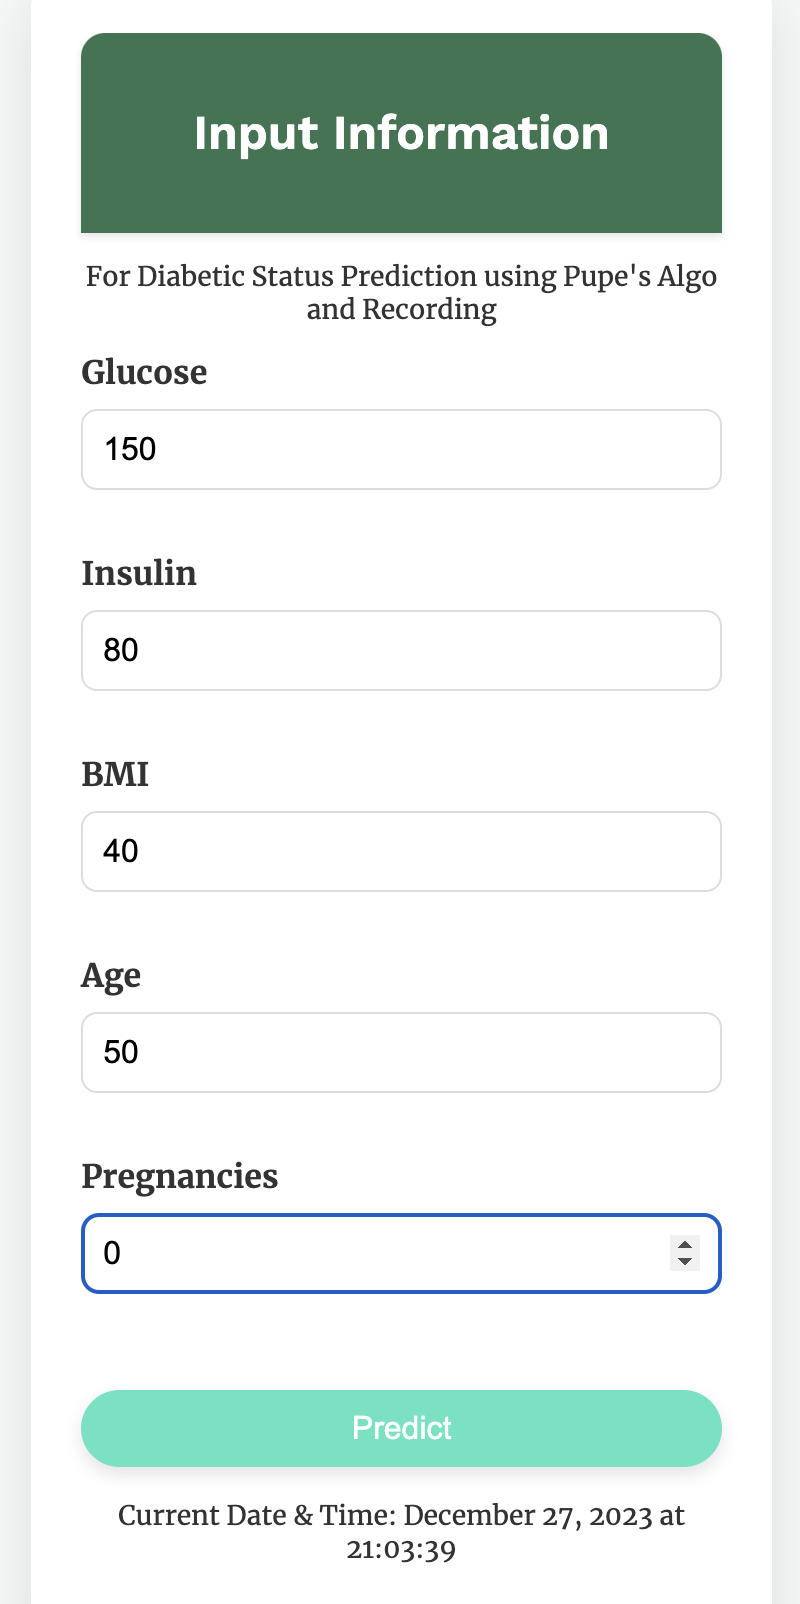 Input Information
For Diabetic Status Prediction using Pupe's Algo
and Recording
Glucose
150
Insulin
80
BMI
40
Age
50
Pregnancies
0
Predict
Current Date & Time: December 27, 2023 at
21:03:39